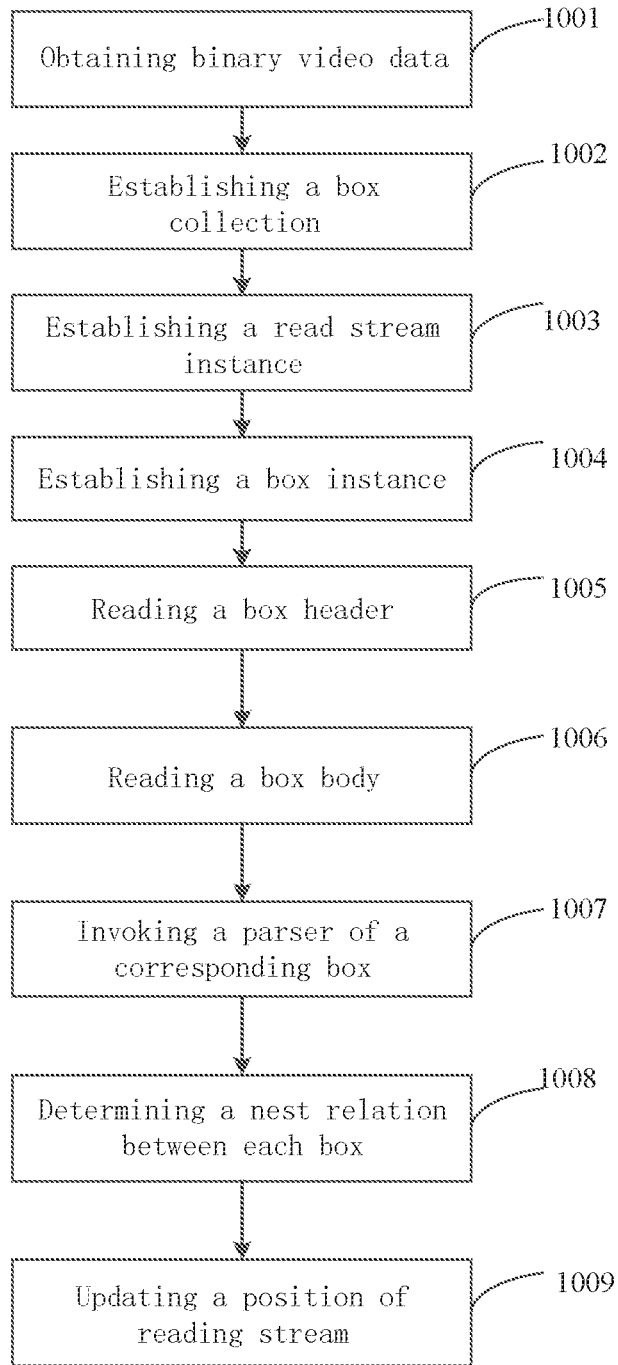 1001
Obtaining binary video data
1002
Establishing a box
collection
1003
Establishing a read stream
instance
1004
Establishing a box instance
1005
Reading a box header
1006
Reading a box body
1007
Invoking a parser of a
corresponding box
1008
Determining a nest relation
between each box
1009
Updating a position of
reading stream